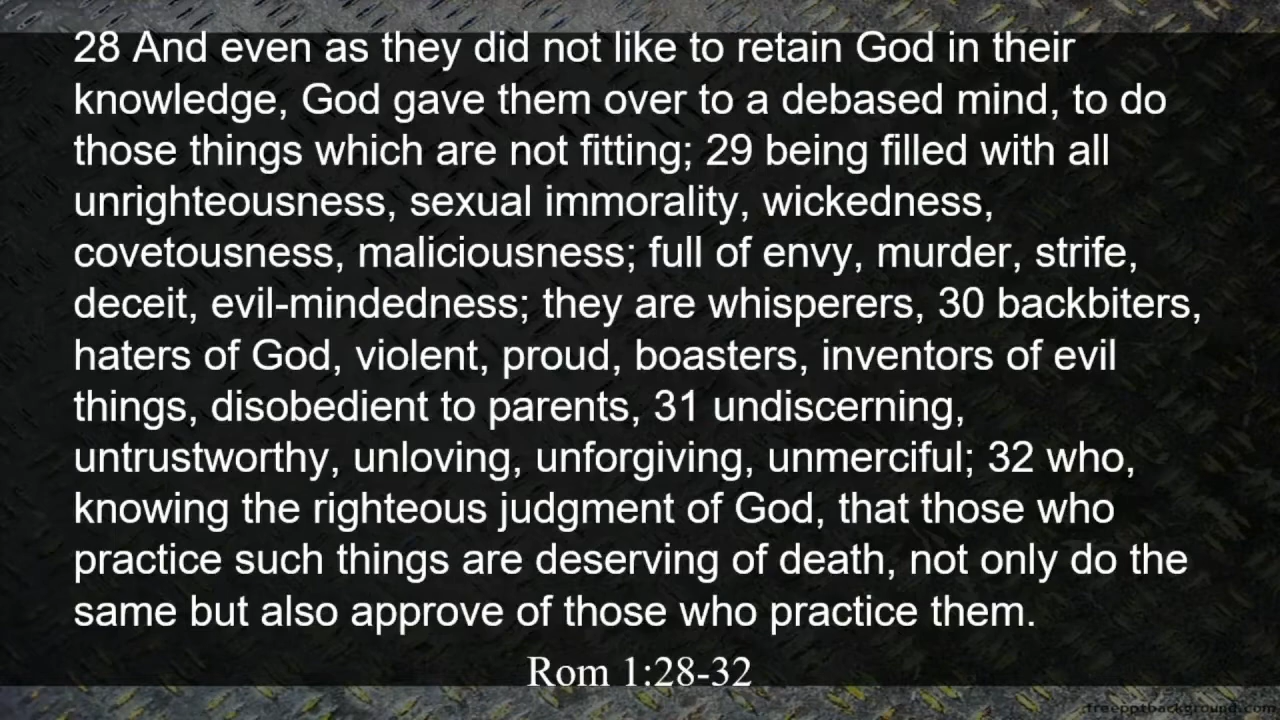 28 And even as they did not like to retain God in their
knowledge, God gave them over to a debased mind, to do
those things which are not fitting; 29 being filled with all
unrighteousness, sexual immorality, wickedness,
covetousness, maliciousness; full of envy, murder, strife,
deceit, evil-mindedness; they are whisperers, 30 backbiters,
haters of God, violent, proud, boasters, inventors of evil
things, disobedient to parents, 31 undiscerning,
untrustworthy, unloving, unforgiving, unmerciful; 32 who,
knowing the righteous judgment of God, that those who
practice such things are deserving of death, not only do the
same but also approve of those who practice them.
Rom 1:28-32
freepptbackground.com